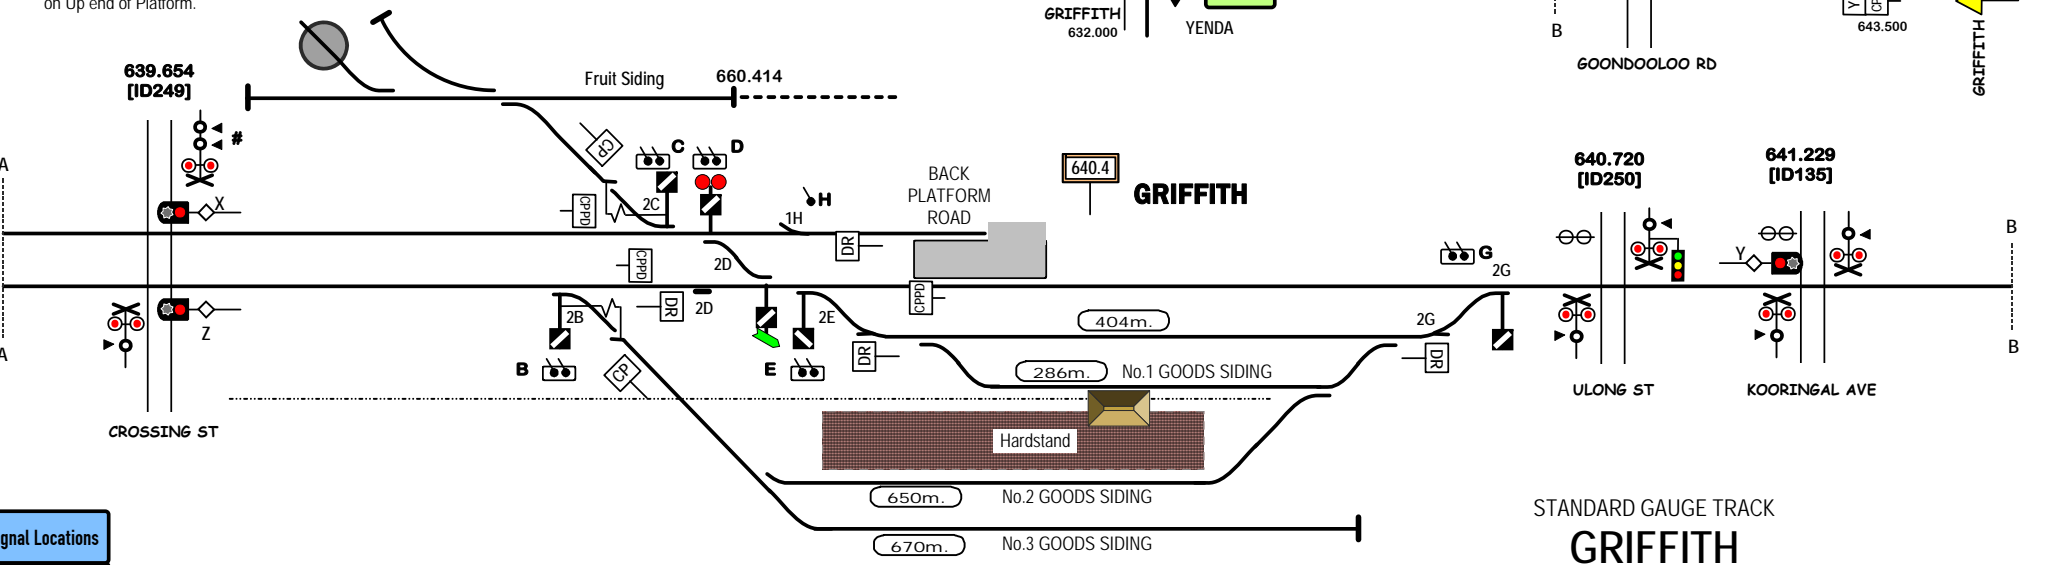 on Up end of Platform.
GRIFFITH
632.000
YENDA
B
GOONDOOLOO RD
Y
643.500
GRIFFITH
639.654
[ID249]
#
Fruit Siding
660.414
CP
C
D
A
X
CPPD
2C
H
1H
BACK
PLATFORM
ROAD
DR
640.4
GRIFFITH
640.720
[ID250]
641.229
[ID135]
CPPD
2D
DR
2D
CPPD
G
2G
Y
B
Z
2B
2E
404m.
2G
A
B
CP
E
DR
286m.
No.1 GOODS SIDING
DR
ULONG ST
KOORINGAL AVE
B
CROSSING ST
Hardstand
650m.
No.2 GOODS SIDING
670m.
No.3 GOODS SIDING
STANDARD GAUGE TRACK
GRIFFITH
gnal Locations